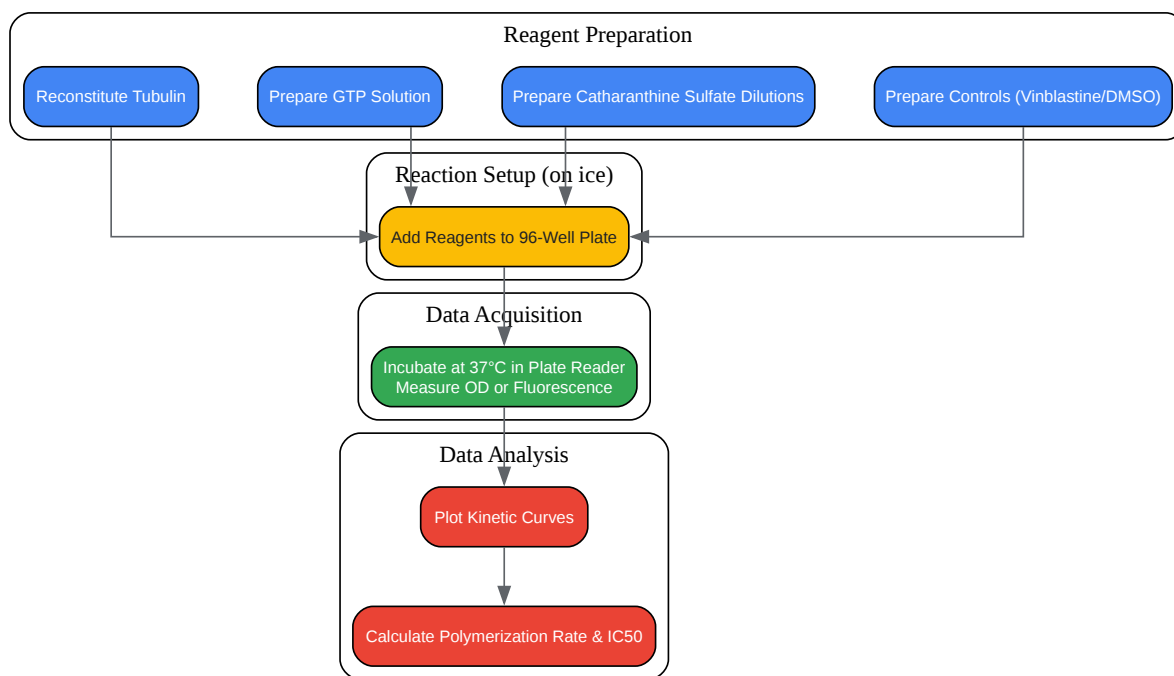 Reagent Preparation
Reconstitute Tubulin
Prepare GTP Solution
Prepare Catharanthine Sulfate Dilutions
Prepare Controls (Vinblastine/DMSO)
Reaction Setup (on ice)
Add Reagents to 96-Well Plate
Data Acquisition
Incubate at 37°C in Plate Reader
Measure OD or Fluorescence
Data Analysis
Plot Kinetic Curves
Calculate Polymerization Rate & IC50